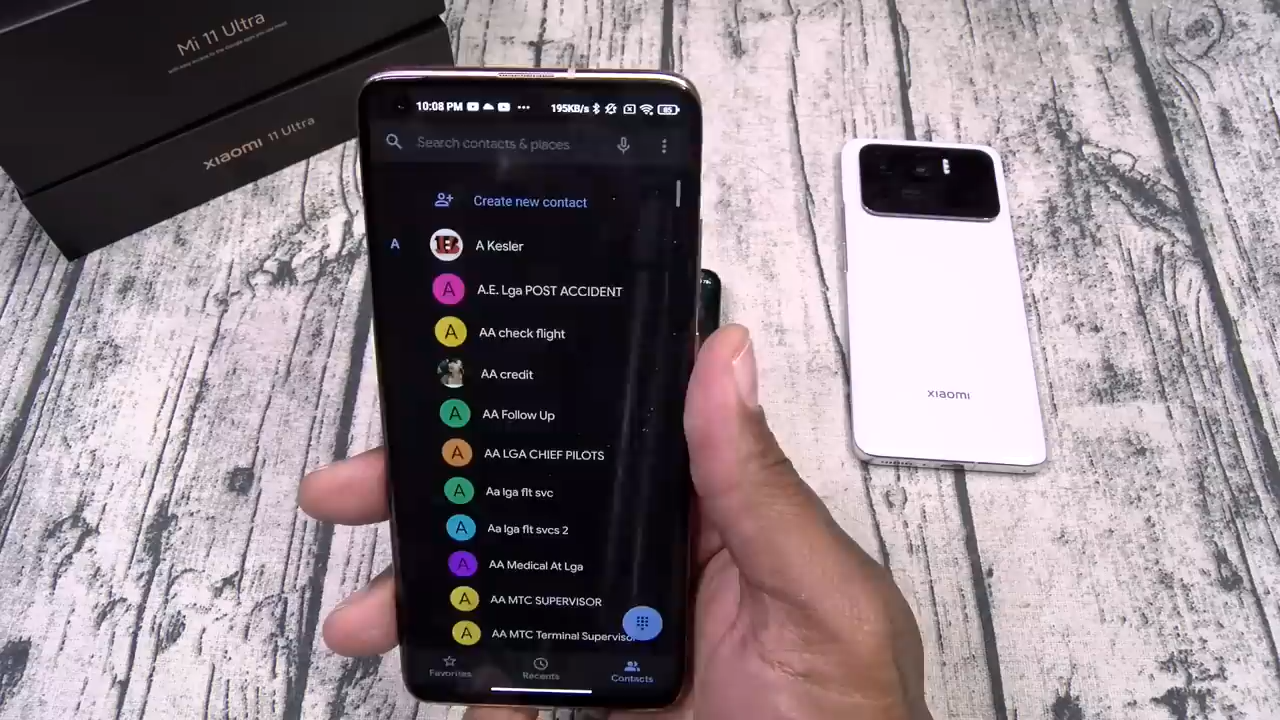 Mi 11 Ultra
xiaomi 11 Ultra
10:08 PM
195KB/s
85
Search contacts & places
Create new contact
A
A Kesler
A
A.E. Lga POST ACCIDENT
A
AA check flight
AA credit
A
AA Follow Up
A
AA LGA CHIEF PILOTS
A
Aa lga flt svc
A
Aa lga flt svcs 2
A
AA Medical At Lga
A
AA MTC SUPERVISOR
A
AA MTC Terminal Supervisor
Favorites
Recents
Contacts
xiaomi